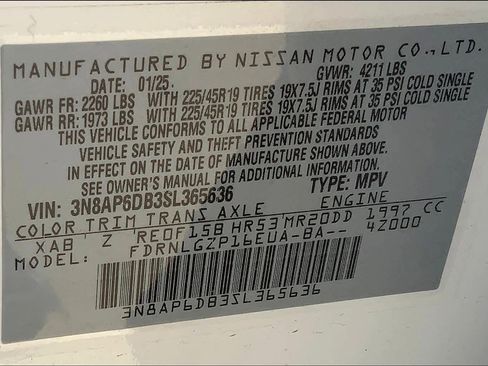 MANUFACTURED BY NISSAN MOTOR CO., LTD.
DATE: 01/25. GVWR: 4211 LBS
GAWR FR: 2260 LBS WITH 225/45R19 TIRES 19X7.5J RIMS AT 35 PSI COLD SINGLE
GAWR RR: 1973 LBS WITH 225/45R19 TIRES 19X7.5J RIMS AT 35 PSI COLD SINGLE
THIS VEHICLE CONFORMS TO ALL APPLICABLE FEDERAL MOTOR
VEHICLE SAFETY AND THEFT PREVENTION STANDARDS
IN EFFECT ON THE DATE OF MANUFACTURE SHOWN ABOVE.
SEE OWNER'S MANUAL FOR ADDITIONAL INFORMATION
VIN: 3N8AP6DB3SL365636 TYPE: MPV
COLOR TRIM TRANS AXLE ENGINE
XAB Z RE0F15B HR53 MR20DD 1997 CC
MODEL: FDRNLGZP16EUA-BA-- 4Z000
3N8AP6DB3SL365636